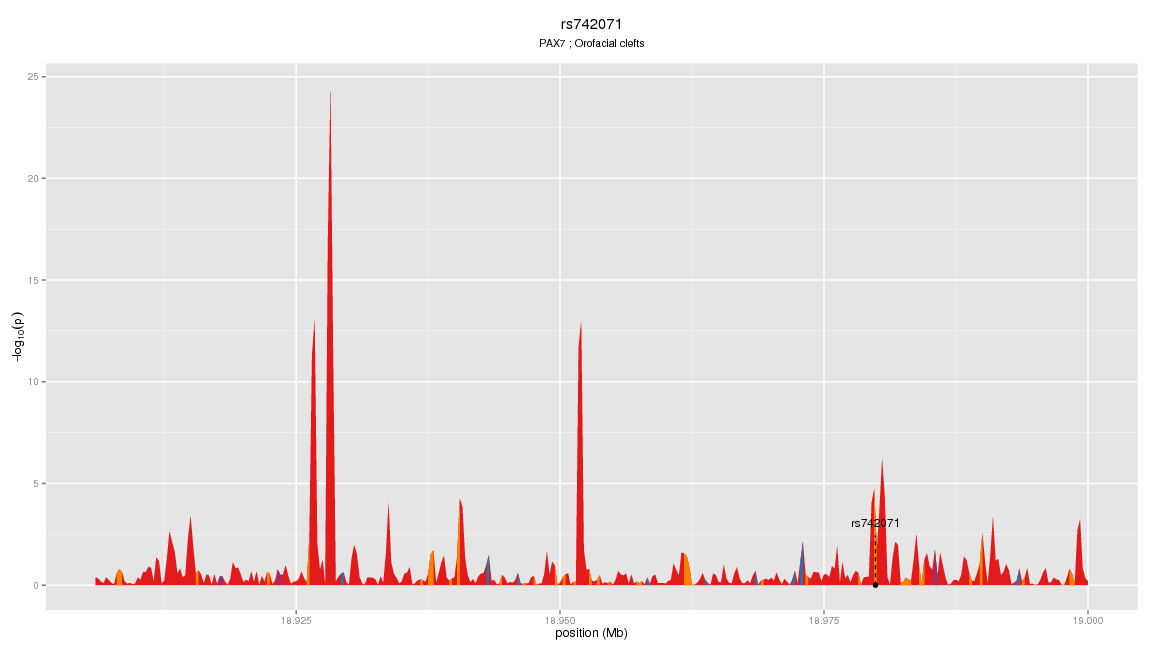 rs742071
PAX7 ; Orofacial clefts
25
20
15
10
5
0
−log10(p)
rs742071
18.925 18.950 18.975 19.000
position (Mb)